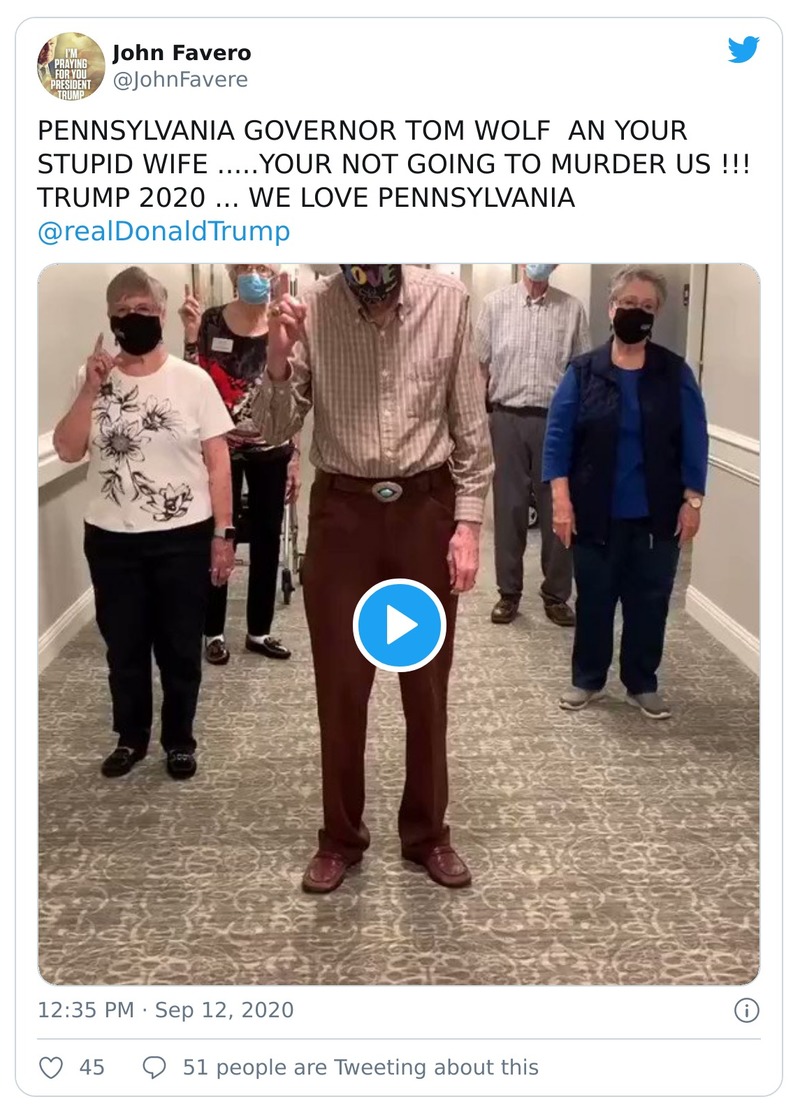 I'M
PRAYING
FOR YOU
PRESIDENT
TRUMP
John Favero
@JohnFavere
PENNSYLVANIA GOVERNOR TOM WOLF  AN YOUR
STUPID WIFE .....YOUR NOT GOING TO MURDER US !!!
TRUMP 2020 ... WE LOVE PENNSYLVANIA
@realDonaldTrump
LOVE
12:35 PM · Sep 12, 2020
45
51 people are Tweeting about this